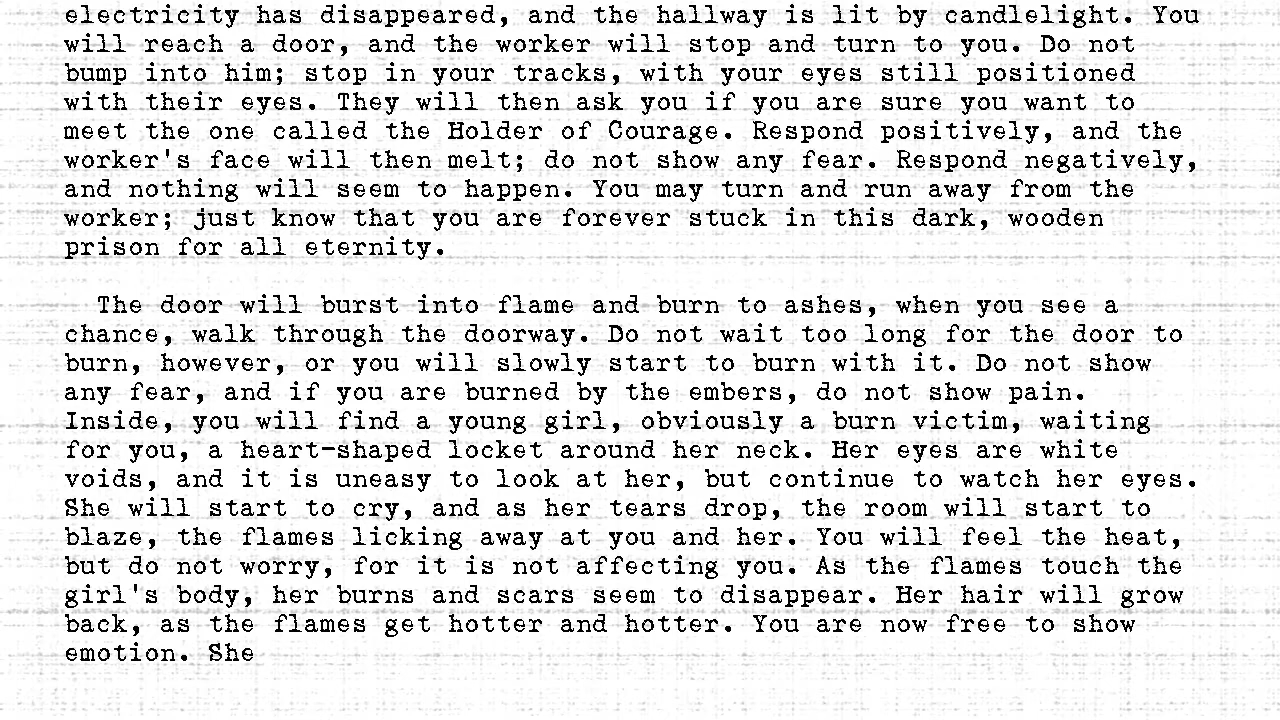 electricity has disappeared, and the hallway is lit by candlelight. You
will reach a door, and the worker will stop and turn to you. Do not
bump into him; stop in your tracks, with your eyes still positioned
with their eyes. They will then ask you if you are sure you want to
meet the one called the Holder of Courage. Respond positively, and the
worker's face will then melt; do not show any fear. Respond negatively,
and nothing will seem to happen. You may turn and run away from the
worker; just know that you are forever stuck in this dark, wooden
prison for all eternity.
The door will burst into flame and burn to ashes, when you see a
chance, walk through the doorway. Do not wait too long for the door to
burn, however, or you will slowly start to burn with it. Do not show
any fear, and if you are burned by the embers, do not show pain.
Inside, you will find a young girl, obviously a burn victim, waiting
for you, a heart-shaped locket around her neck. Her eyes are white
voids, and it is uneasy to look at her, but continue to watch her eyes.
She will start to cry, and as her tears drop, the room will start to
blaze, the flames licking away at you and her. You will feel the heat,
but do not worry, for it is not affecting you. As the flames touch the
girl's body, her burns and scars seem to disappear. Her hair will grow
back, as the flames get hotter and hotter. You are now free to show
emotion. She